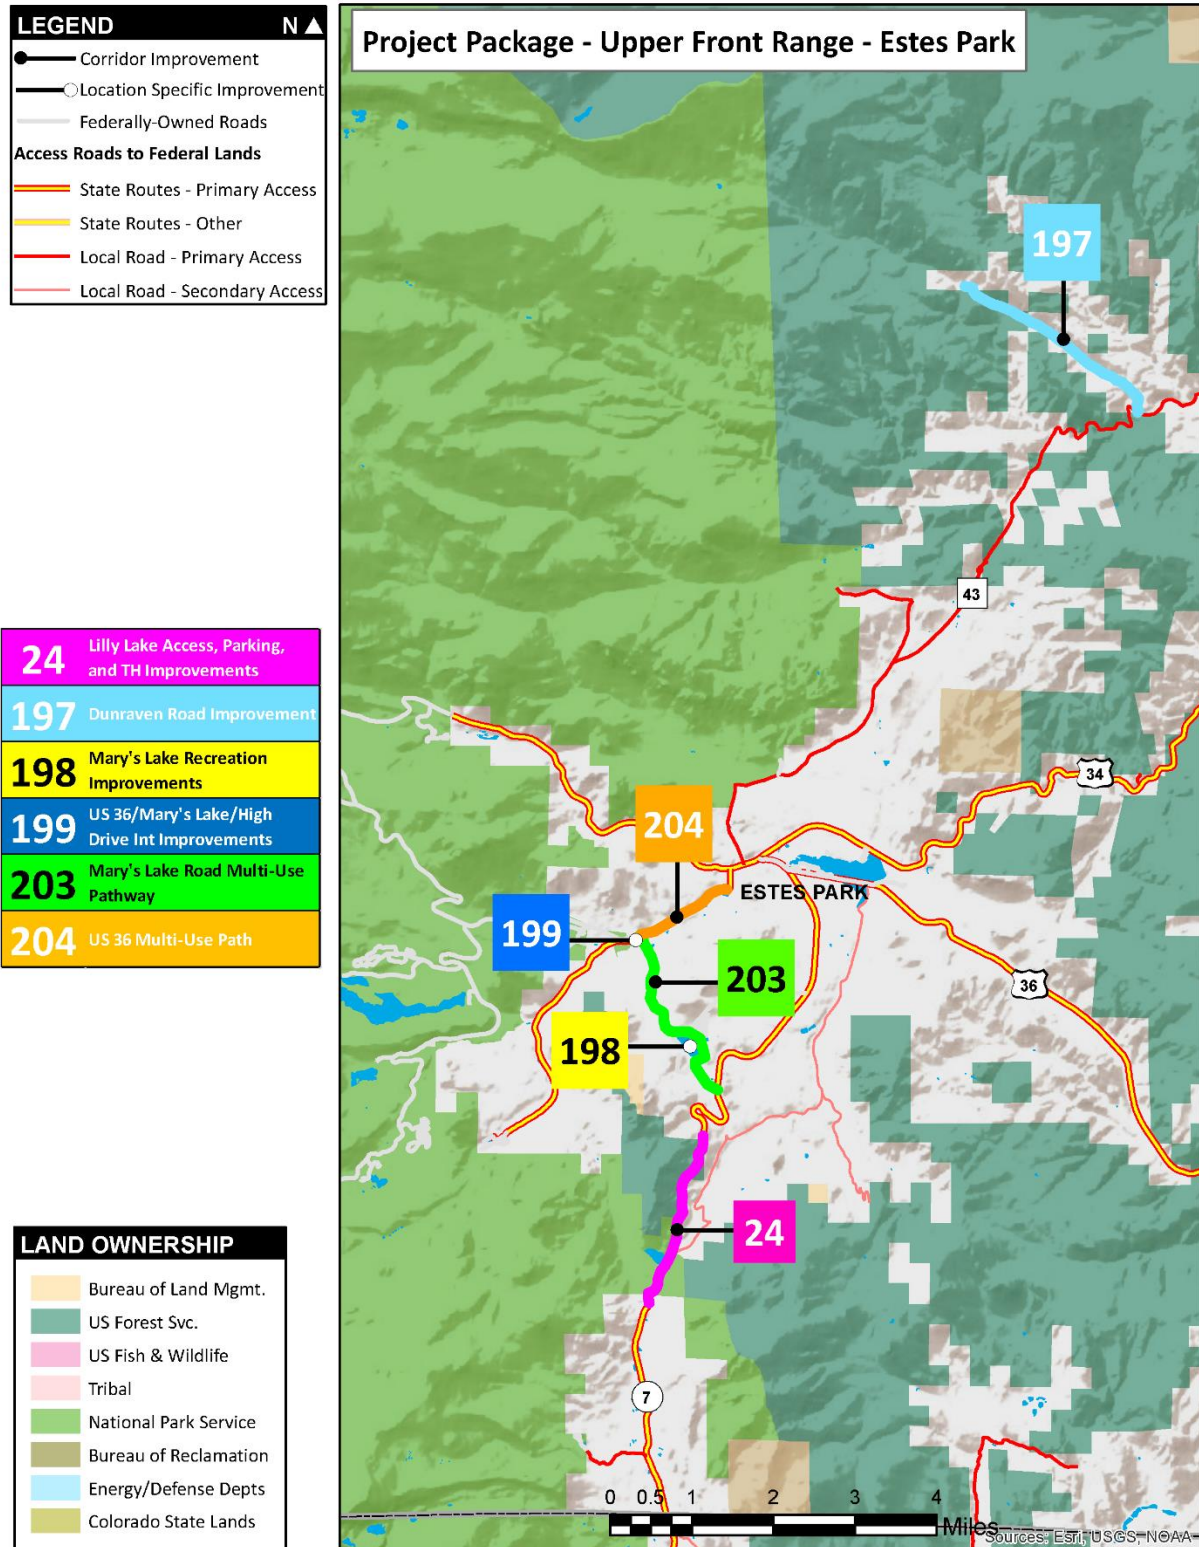 LEGEND N ▲
Corridor Improvement
Location Specific Improvement
Federally-Owned Roads
Access Roads to Federal Lands
State Routes - Primary Access
State Routes - Other
Local Road - Primary Access
Local Road - Secondary Access
Project Package - Upper Front Range - Estes Park
197
43
34
204
ESTES PARK
199
203
36
198
24
7
24 Lilly Lake Access, Parking,
and TH Improvements
197 Dunraven Road Improvement
198 Mary's Lake Recreation
Improvements
199 US 36/Mary's Lake/High
Drive Int Improvements
203 Mary's Lake Road Multi-Use
Pathway
204 US 36 Multi-Use Path
LAND OWNERSHIP
Bureau of Land Mgmt.
US Forest Svc.
US Fish & Wildlife
Tribal
National Park Service
Bureau of Reclamation
Energy/Defense Depts
Colorado State Lands
0 0.5 1 2 3 4
Miles
Sources: Esri, USGS, NOAA